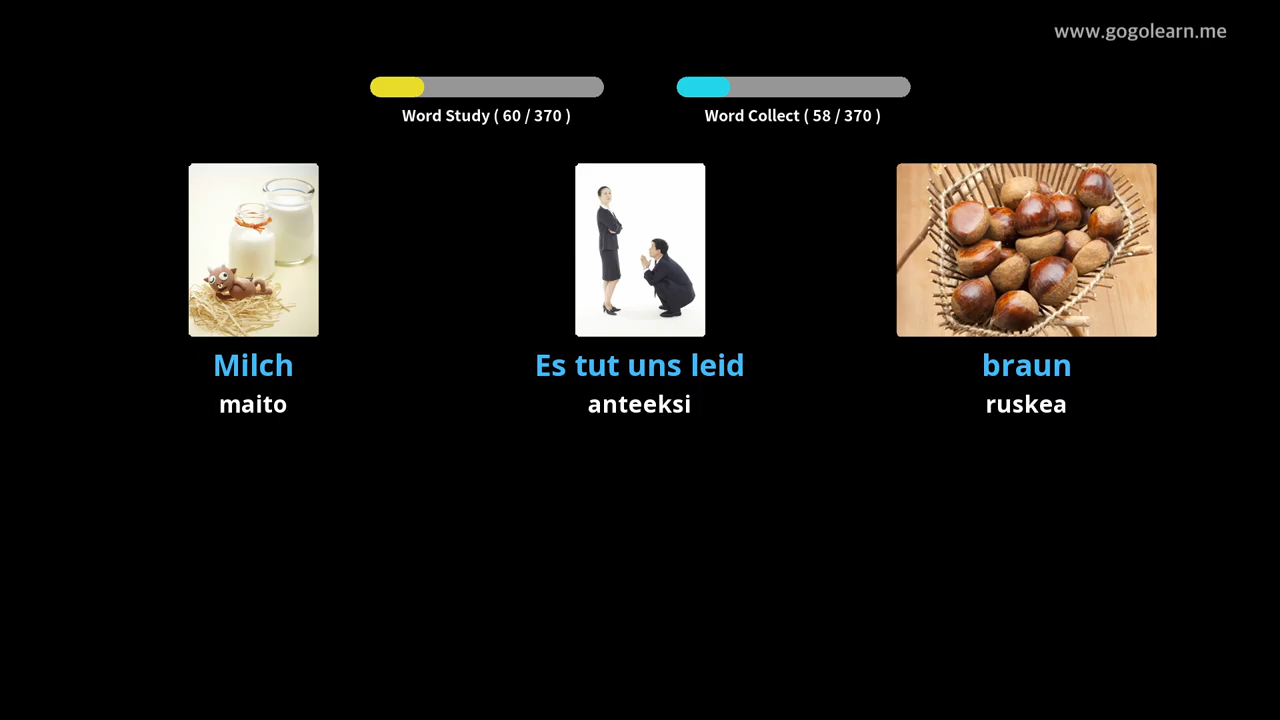 www.gogolearn.me
Word Study ( 60 / 370 )
Word Collect ( 58 / 370 )
Milch
maito
Es tut uns leid
anteeksi
braun
ruskea